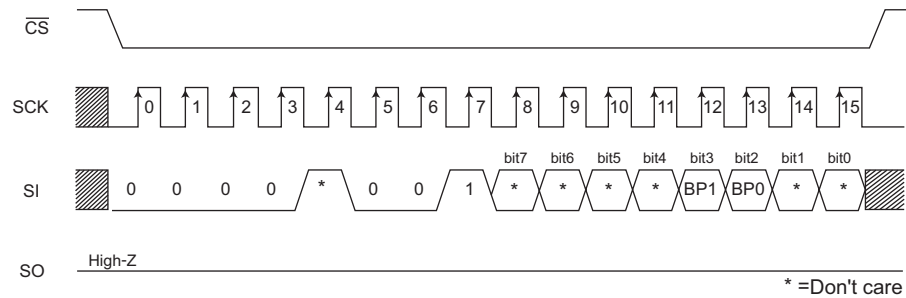 CS
SCK 0 1 2 3 4 5 6 7 8 9 10 11 12 13 14 15
bit7 bit6 bit5 bit4 bit3 bit2 bit1 bit0
SI 0 0 0 0 * 0 0 1 * * * * BP1 BP0 * *
High-Z
SO
* =Don't care